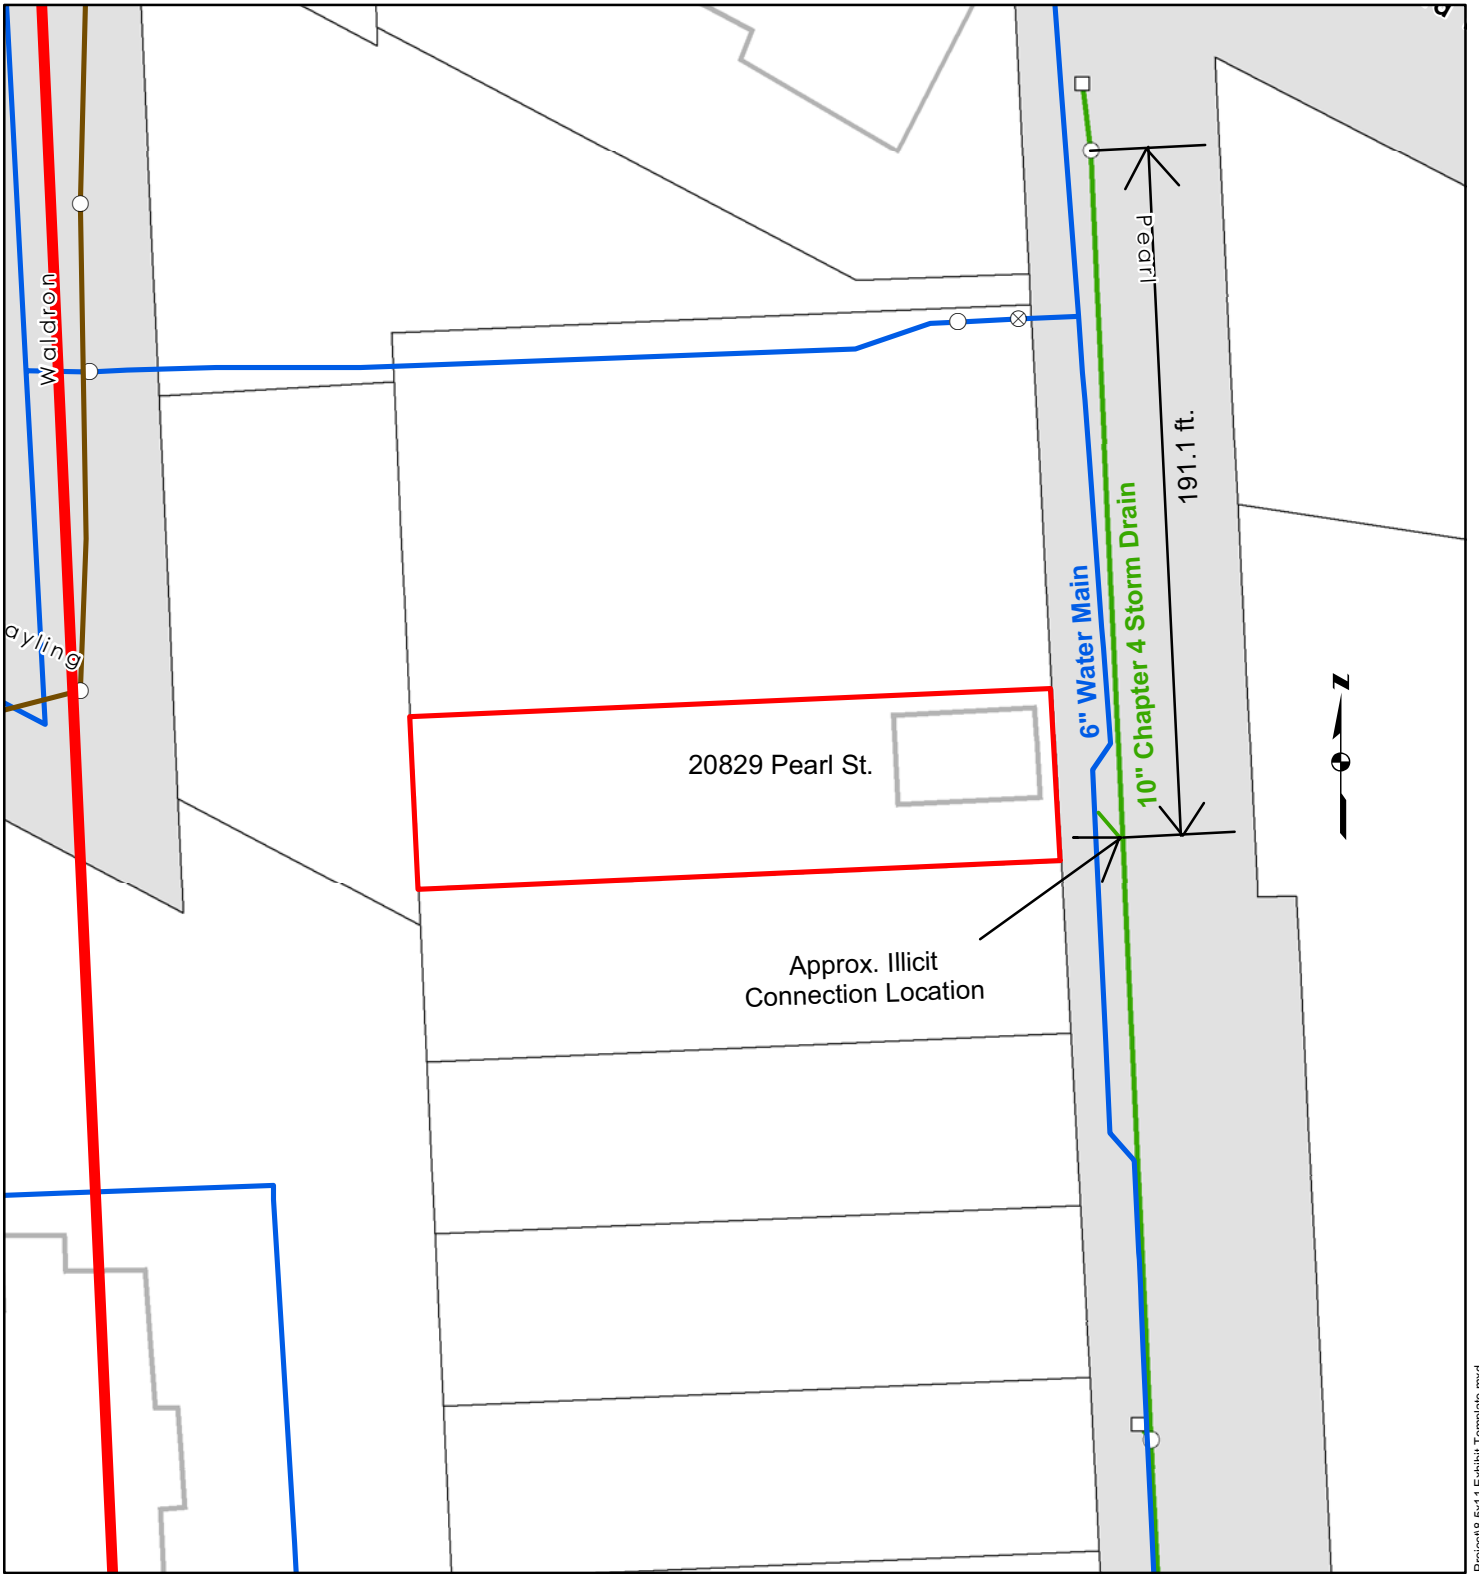 Waldron
Pearl
191.1 ft.
6" Water Main
10" Chapter 4 Storm Drain
ayling
20829 Pearl St.
Z
Approx. Illicit
Connection Location